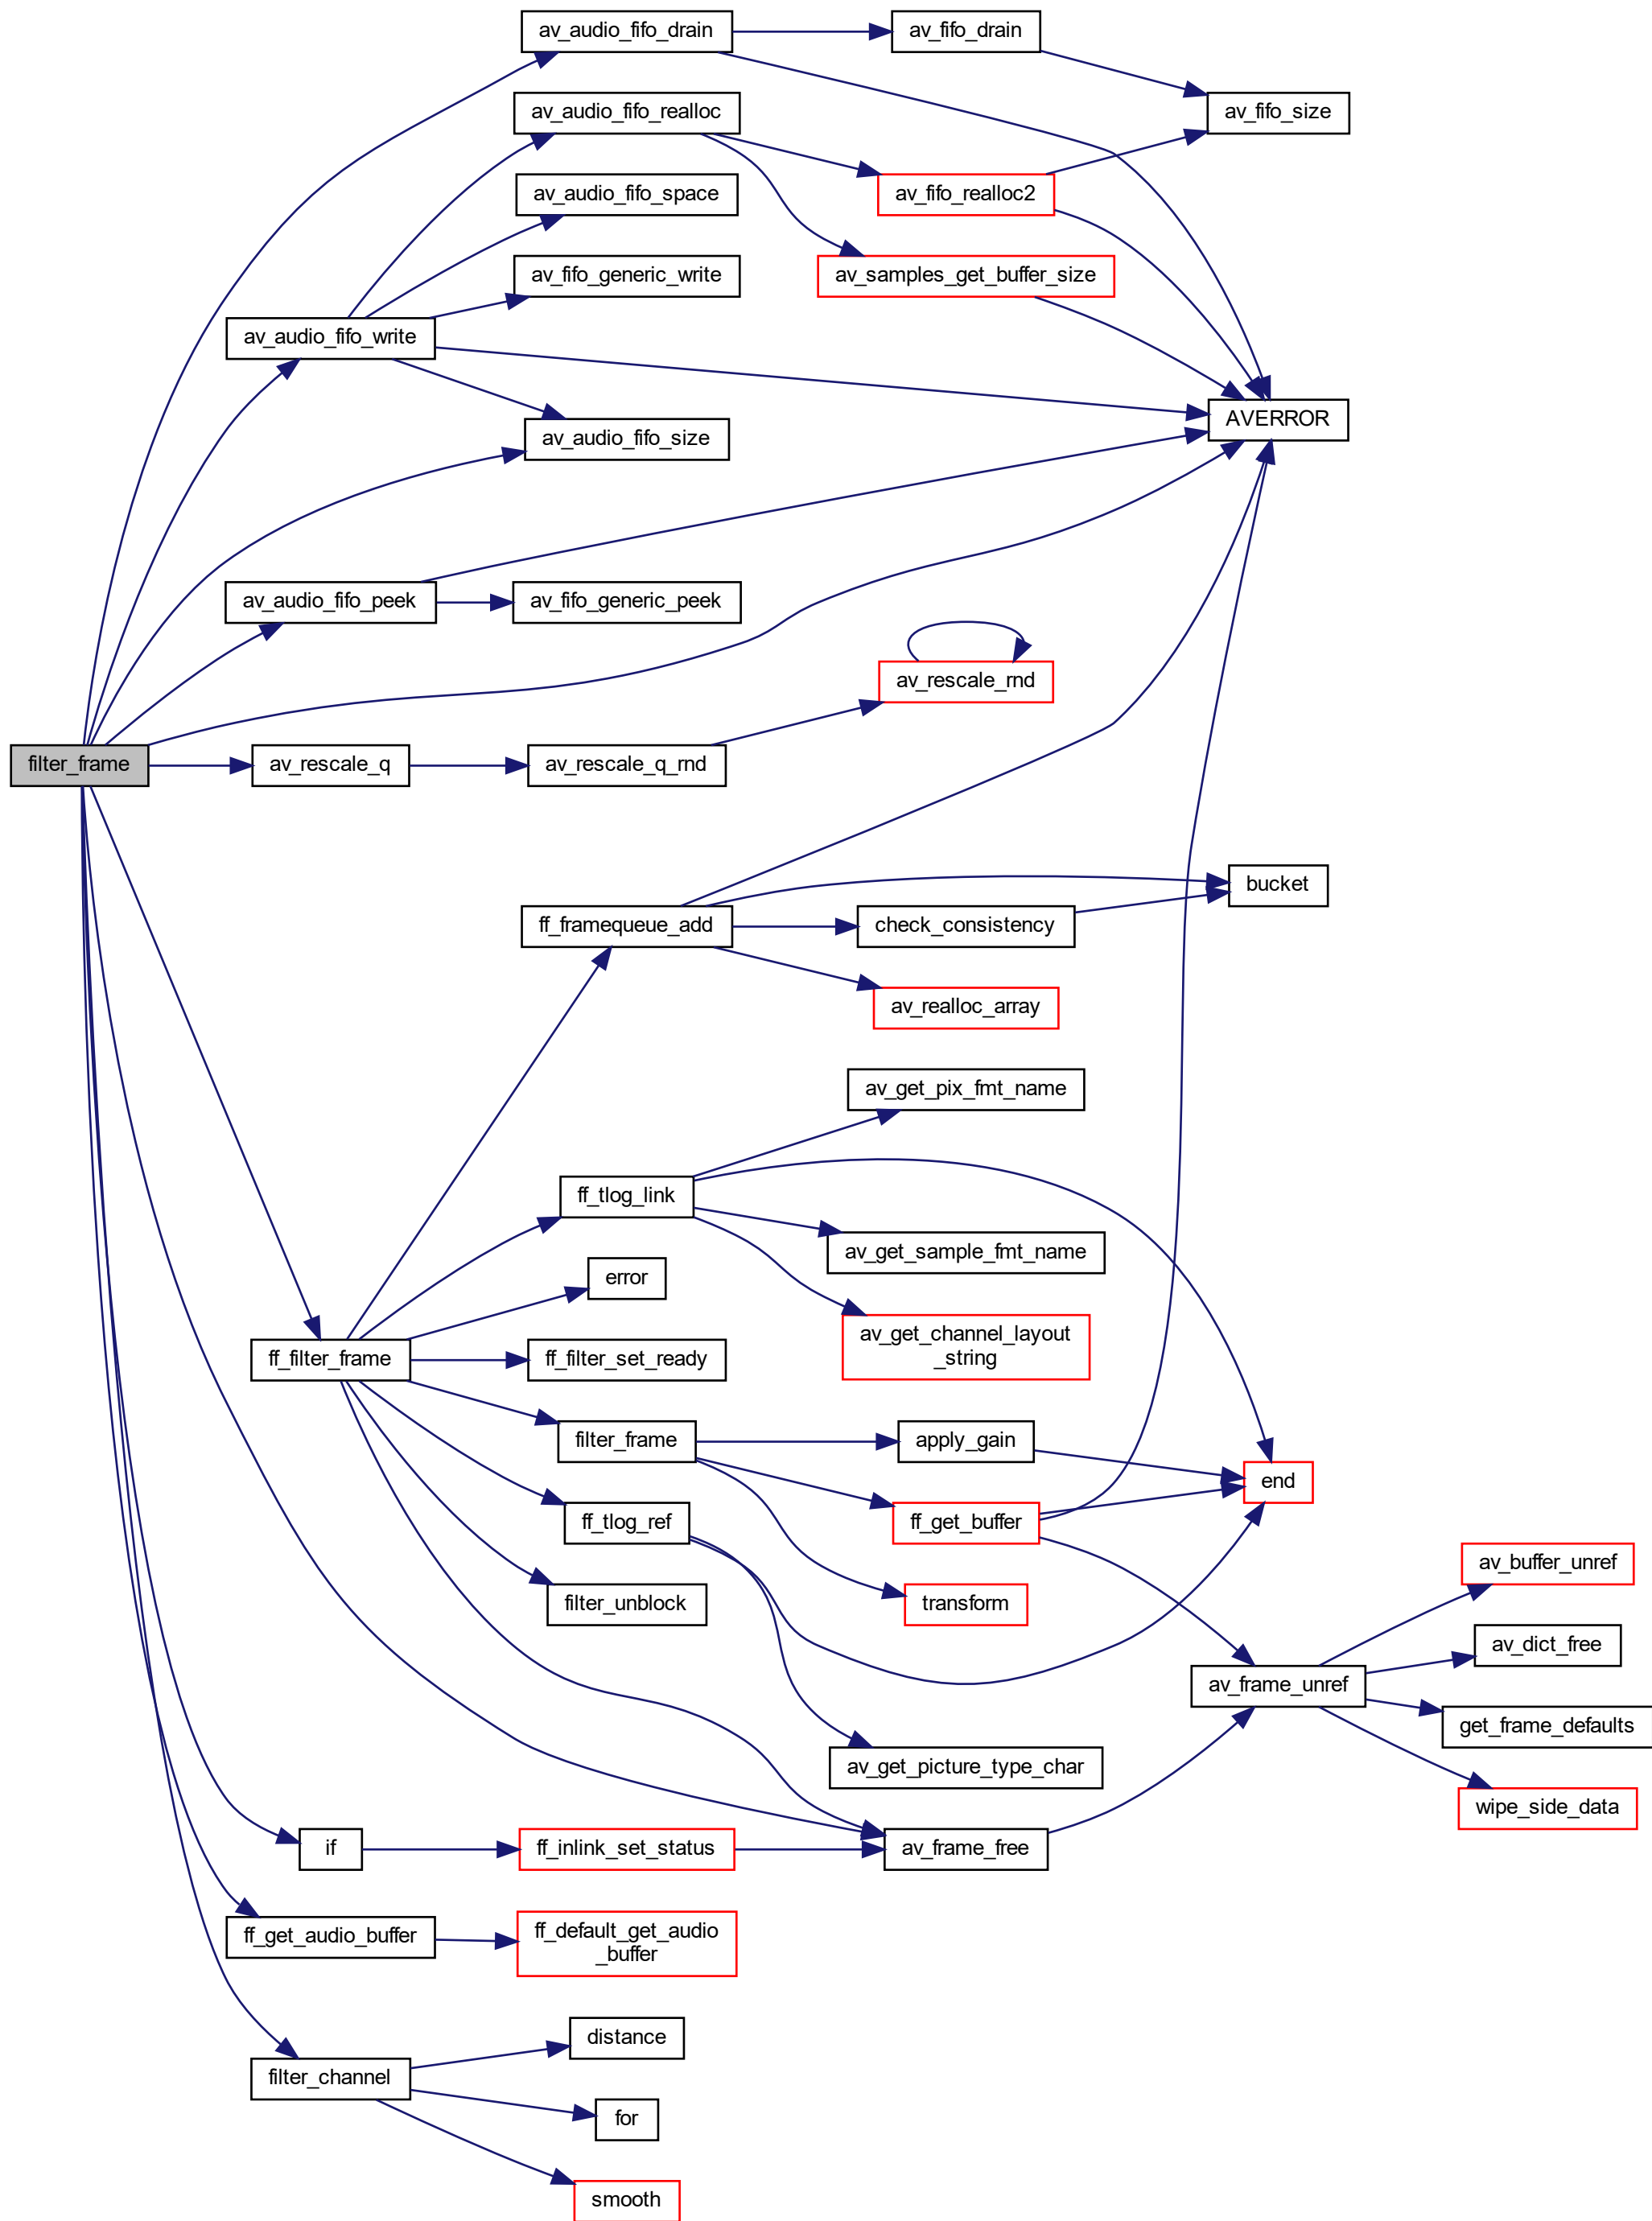 av_audio_fifo_drain
av_fifo_drain
av_audio_fifo_realloc
av_fifo_size
av_audio_fifo_space
av_fifo_realloc2
av_fifo_generic_write
av_samples_get_buffer_size
av_audio_fifo_write
AVERROR
av_audio_fifo_size
av_audio_fifo_peek
av_fifo_generic_peek
av_rescale_rnd
filter_frame
av_rescale_q
av_rescale_q_rnd
bucket
ff_framequeue_add
check_consistency
av_realloc_array
av_get_pix_fmt_name
ff_tlog_link
av_get_sample_fmt_name
error
av_get_channel_layout
_string
ff_filter_frame
ff_filter_set_ready
filter_frame
apply_gain
end
ff_tlog_ref
ff_get_buffer
av_buffer_unref
filter_unblock
transform
av_dict_free
av_frame_unref
get_frame_defaults
av_get_picture_type_char
wipe_side_data
if
ff_inlink_set_status
av_frame_free
ff_get_audio_buffer
ff_default_get_audio
_buffer
distance
filter_channel
for
smooth